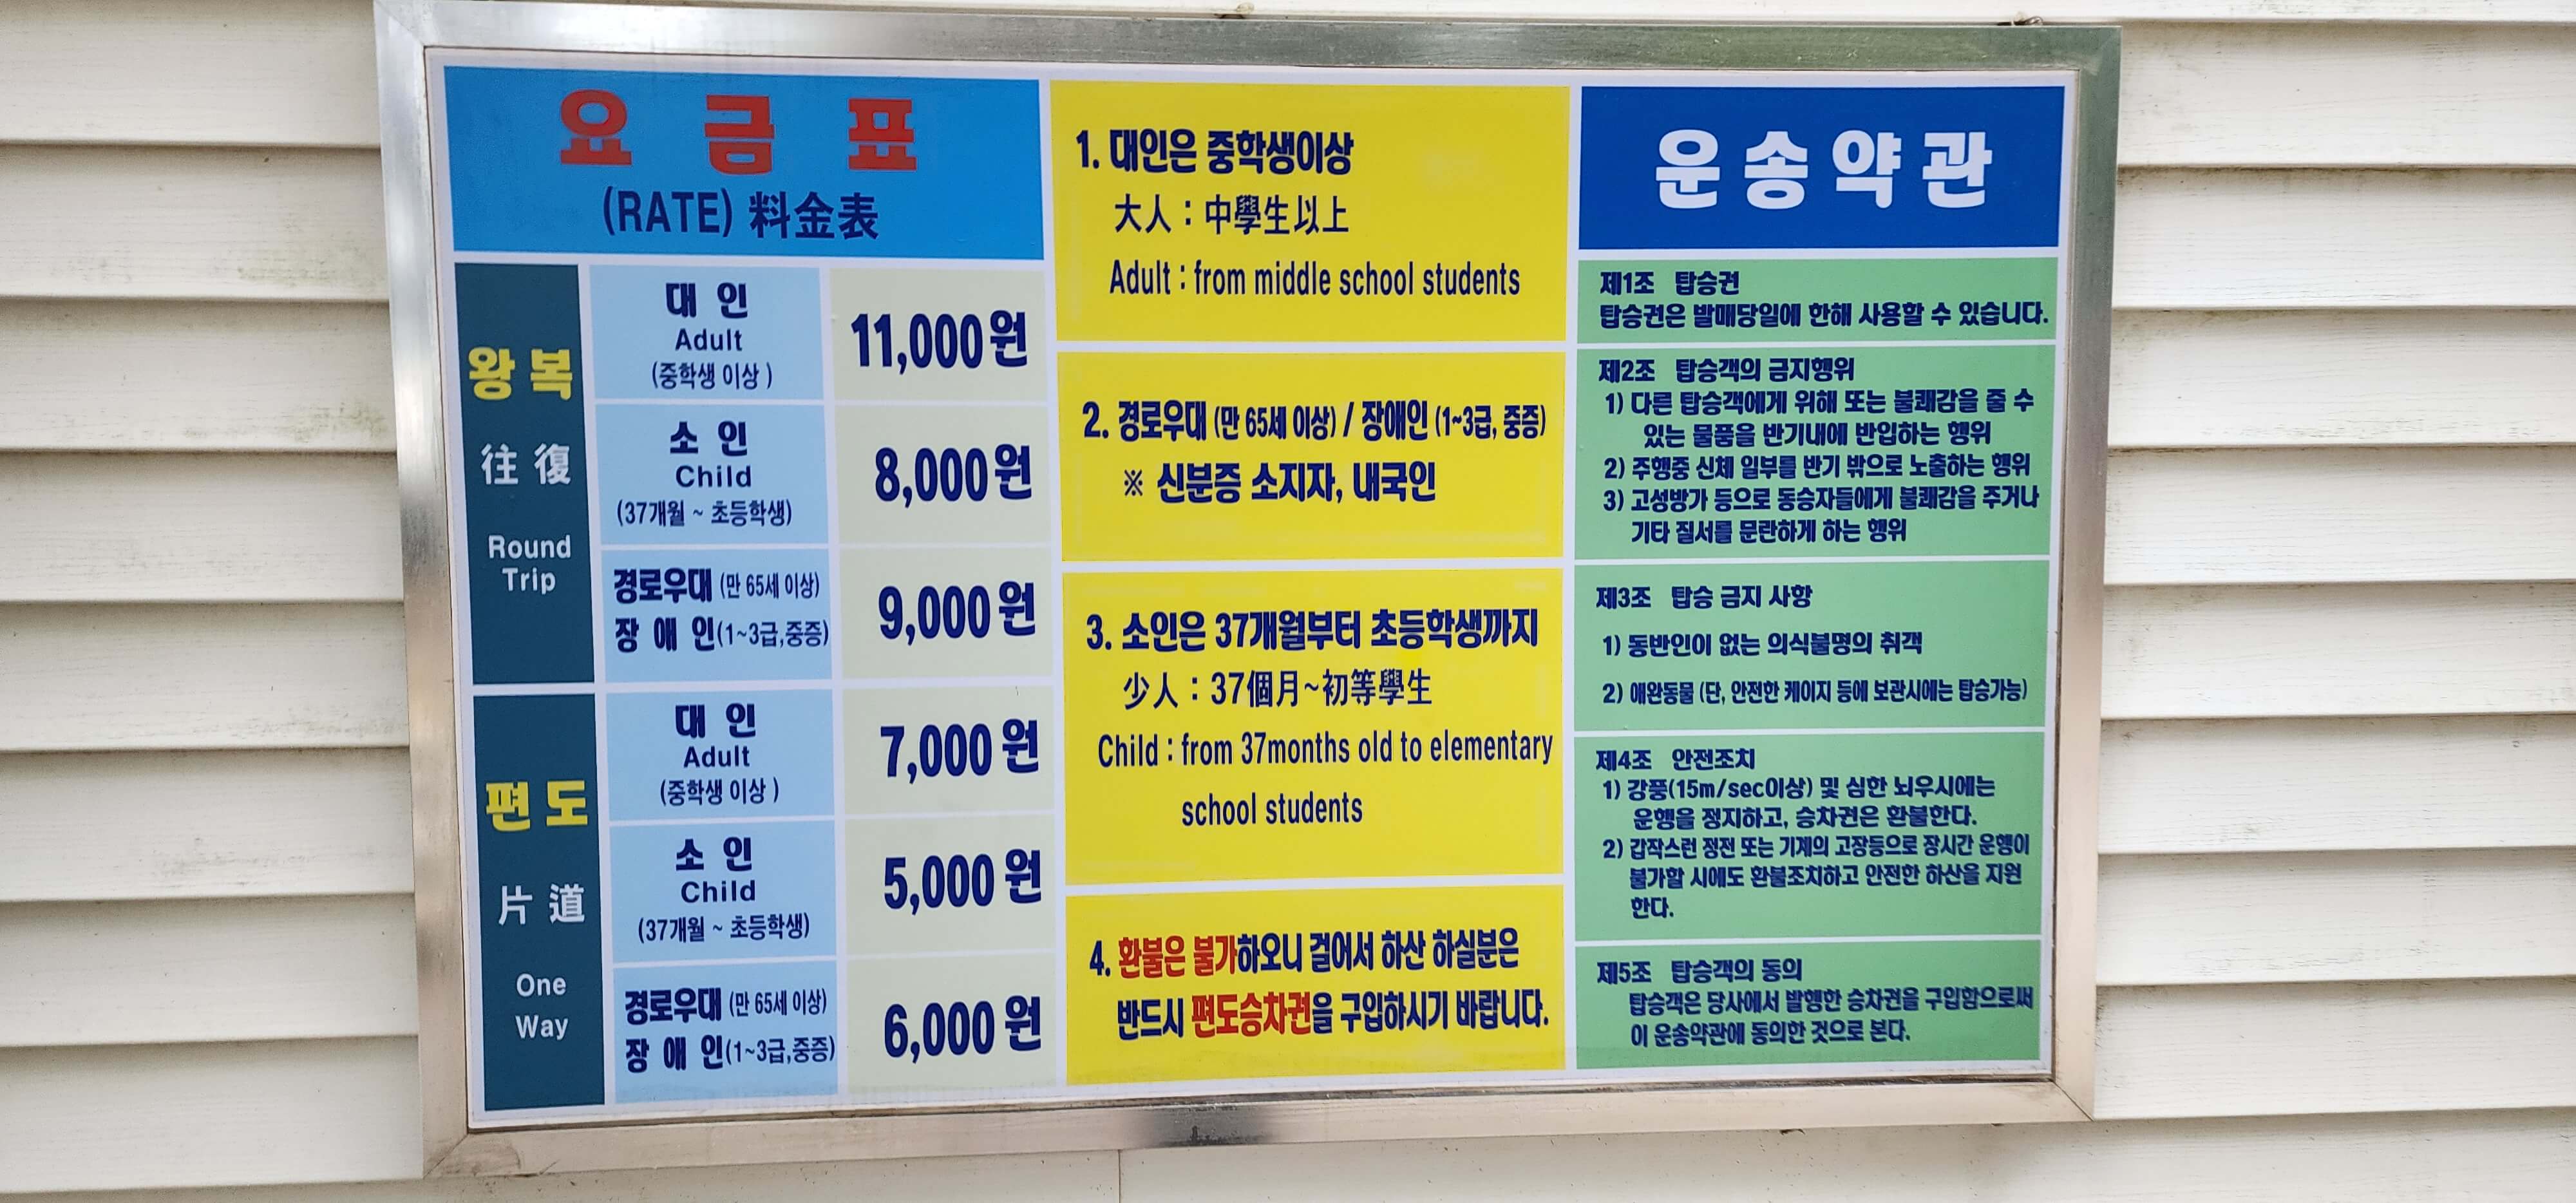 요금표
(RATE) 料金表
왕복
往復
Round
Trip
대인
Adult
(중학생 이상)
11,000원
소인
Child
(37개월 ~ 초등학생)
8,000원
경로우대 (만 65세 이상)
장애인(1~3급,중증)
9,000원
편도
片道
One
Way
대인
Adult
(중학생 이상)
7,000원
소인
Child
(37개월 ~ 초등학생)
5,000원
경로우대 (만 65세 이상)
장애인(1~3급,중증)
6,000원
1. 대인은 중학생이상
大人 : 中學生以上
Adult : from middle school students
2. 경로우대 (만 65세 이상) / 장애인 (1~3급, 중증)
※ 신분증 소지자, 내국인
3. 소인은 37개월부터 초등학생까지
少人 : 37個月~初等學生
Child : from 37months old to elementary
school students
4. 환불은 불가하오니 걸어서 하산 하실분은
반드시 편도승차권을 구입하시기 바랍니다.
운송약관
제1조 탑승권
탑승권은 발매당일에 한해 사용할 수 있습니다.
제2조 탑승객의 금지행위
1) 다른 탑승객에게 위해 또는 불쾌감을 줄 수
있는 물품을 반기내에 반입하는 행위
2) 주행중 신체 일부를 반기 밖으로 노출하는 행위
3) 고성방가 등으로 동승자들에게 불쾌감을 주거나
기타 질서를 문란하게 하는 행위
제3조 탑승 금지 사항
1) 동반인이 없는 의식불명의 취객
2) 애완동물 (단, 안전한 케이지 등에 보관시에는 탑승가능)
제4조 안전조치
1) 강풍(15m/sec이상) 및 심한 뇌우시에는
운행을 정지하고, 승차권은 환불한다.
2) 갑작스런 정전 또는 기계의 고장등으로 장시간 운행이
불가할 시에도 환불조치하고 안전한 하산을 지원
한다.
제5조 탑승객의 동의
탑승객은 당사에서 발행한 승차권을 구입함으로써
이 운송약관에 동의한 것으로 본다.